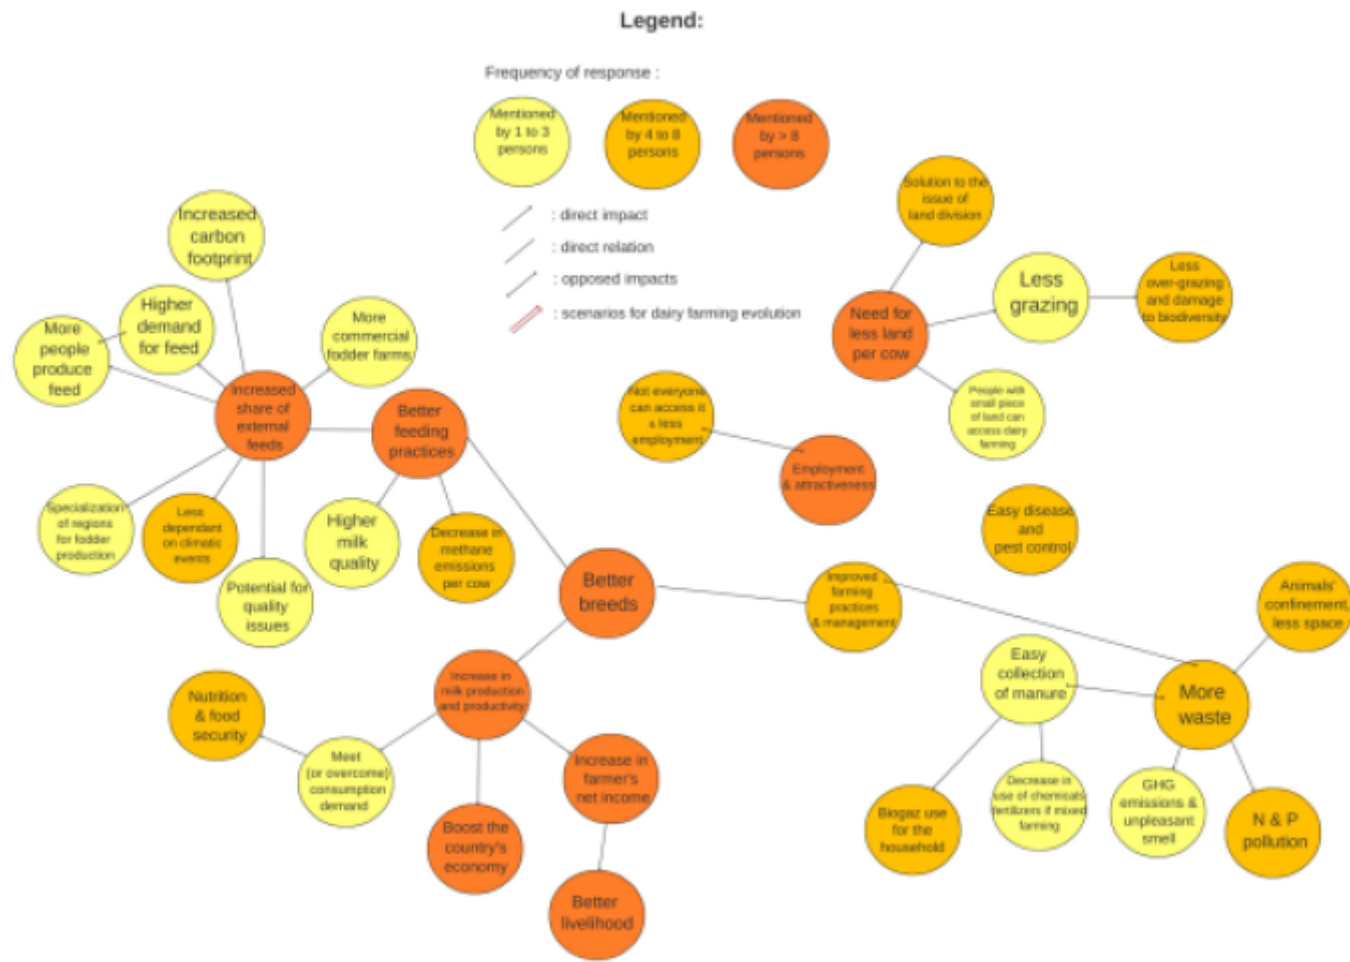 Legend:
Frequency of response :
Mentioned
by 1 to 3
persons
Mentioned
by 4 to 8
persons
Mentioned
by > 8
persons
: direct impact
: direct relation
: opposed impacts
: scenarios for dairy farming evolution
Solution to the
issue of
land division
Increased
carbon
footprint
Less
grazing
Less
over-grazing
and damage
to biodiversity
Higher
demand
for feed
More
people
produce
feed
More
commercial
fodder farms
Need for
less land
per cow
People with
small piece
of land can
access dairy
farming
Increased
share of
external
feeds
Better
feeding
practices
Not everyone
can access it
& less
employment
Employment
& attractiveness
Specialization
of regions
for fodder
production
Less
dependant
on climatic
events
Higher
milk
quality
Decrease in
methane
emissions
per cow
Easy disease
and
pest control
Potential for
quality
issues
Better
breeds
Improved
farming
practices
& management
Animals'
confinement,
less space
Easy
collection
of manure
More
waste
Increase in
milk production
and productivity
Nutrition
& food
security
Meet
(or overcome)
consumption
demand
Increase in
farmer's
net income
Boost the
country's
economy
Better
livelihood
Biogaz use
for the
household
Decrease in
use of chemicals
fertilizers if mixed
farming
GHG
emissions &
unpleasant
smell
N & P
pollution